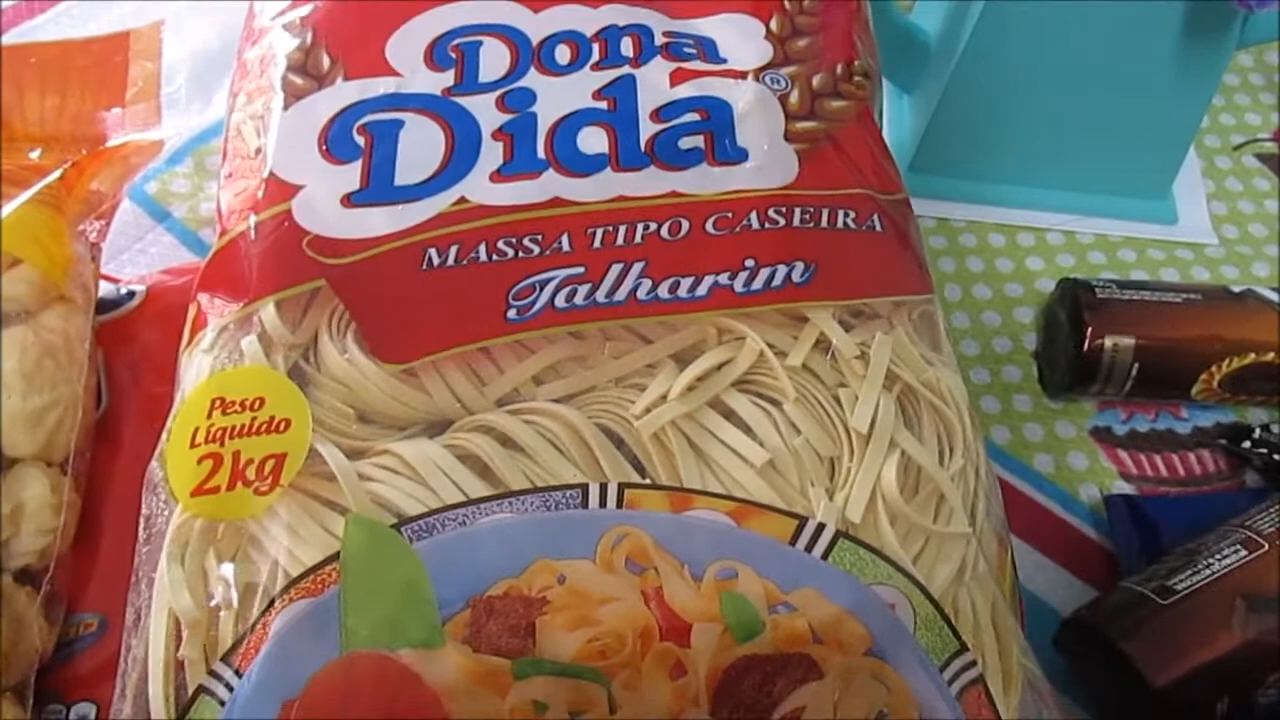 Dona
Dida
®
MASSA TIPO CASEIRA
Talharim
Peso
Líquido
2kg